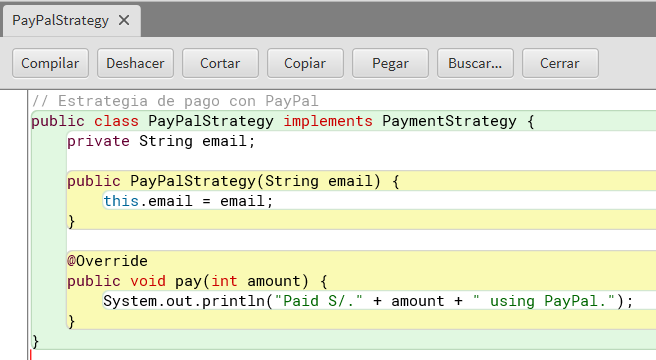 PayPalStrategy ✕
Compilar Deshacer Cortar Copiar Pegar Buscar... Cerrar
// Estrategia de pago con PayPal
public class PayPalStrategy implements PaymentStrategy {
    private String email;

    public PayPalStrategy(String email) {
        this.email = email;
    }

    @Override
    public void pay(int amount) {
        System.out.println("Paid S/." + amount + " using PayPal.");
    }
}